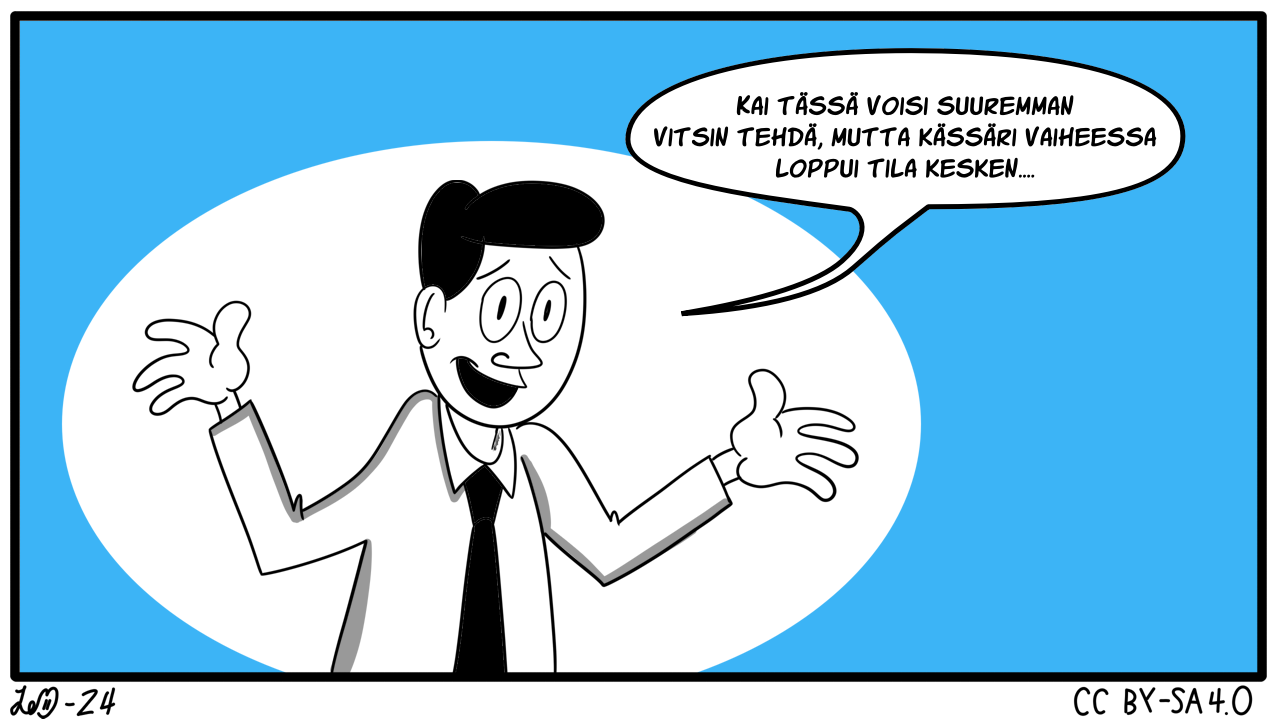 KAI TÄSSÄ VOISI SUUREMMAN
VITSIN TEHDÄ, MUTTA KÄSSÄRI VAIHEESSA
LOPPUI TILA KESKEN....
-24
CC BY-SA 4.0